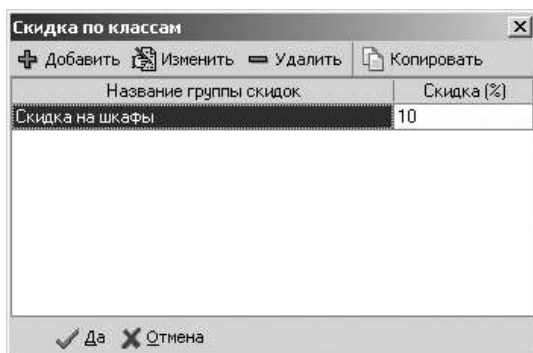 Скидка по классам
Добавить Изменить Удалить Копировать
Название группы скидок Скидка (%)
Скидка на шкафы 10
Да Отмена